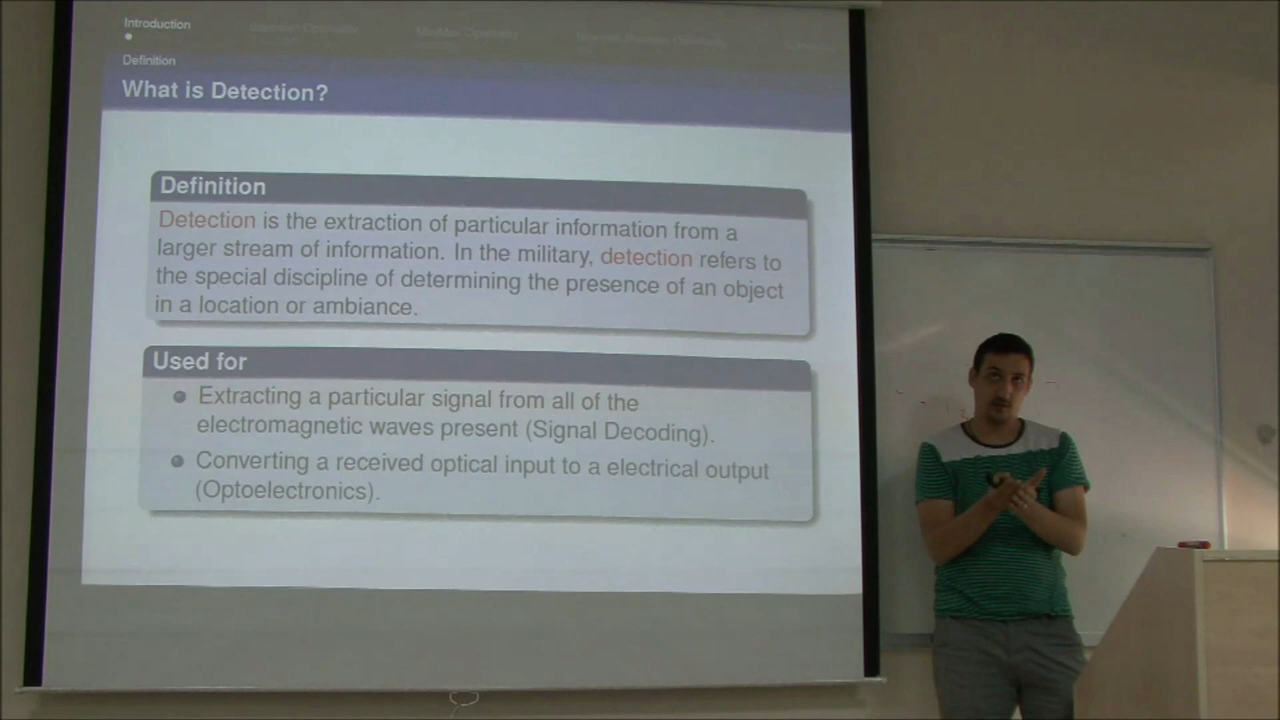 Introduction
Definition
What is Detection?
Definition
Detection is the extraction of particular information from a
larger stream of information. In the military, detection refers to
the special discipline of determining the presence of an object
in a location or ambiance.
Used for
Extracting a particular signal from all of the
electromagnetic waves present (Signal Decoding).
Converting a received optical input to a electrical output
(Optoelectronics).